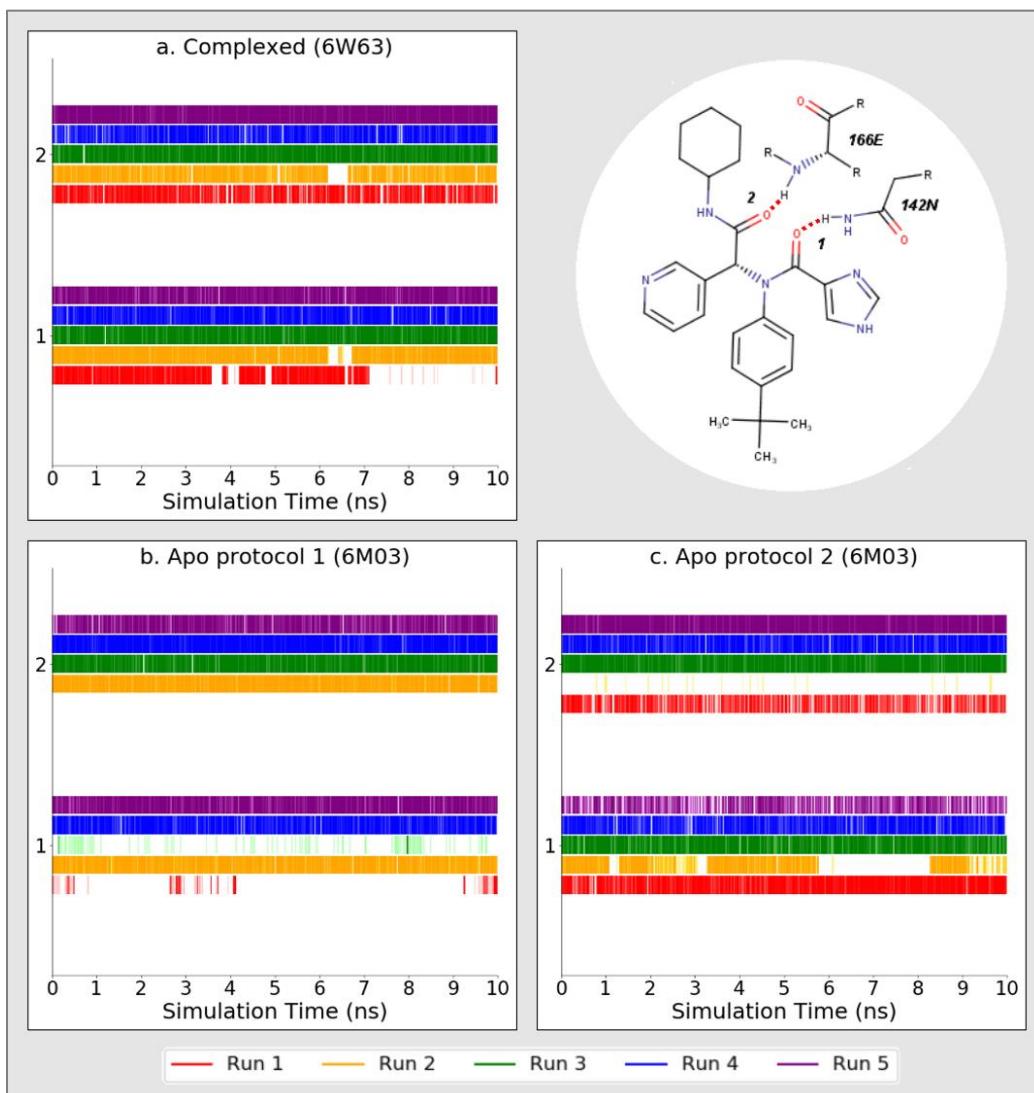 a. Complexed (6W63)
2
1
0 1 2 3 4 5 6 7 8 9 10
Simulation Time (ns)
O
R
166E
R
N
R
H
R
2
142N
HN
O
H
N
H
O
O
1
N
N
N
NH
H₃C
CH₃
CH₃
b. Apo protocol 1 (6M03)
2
1
0 1 2 3 4 5 6 7 8 9 10
Simulation Time (ns)
c. Apo protocol 2 (6M03)
2
1
0 1 2 3 4 5 6 7 8 9 10
Simulation Time (ns)
Run 1 Run 2 Run 3 Run 4 Run 5